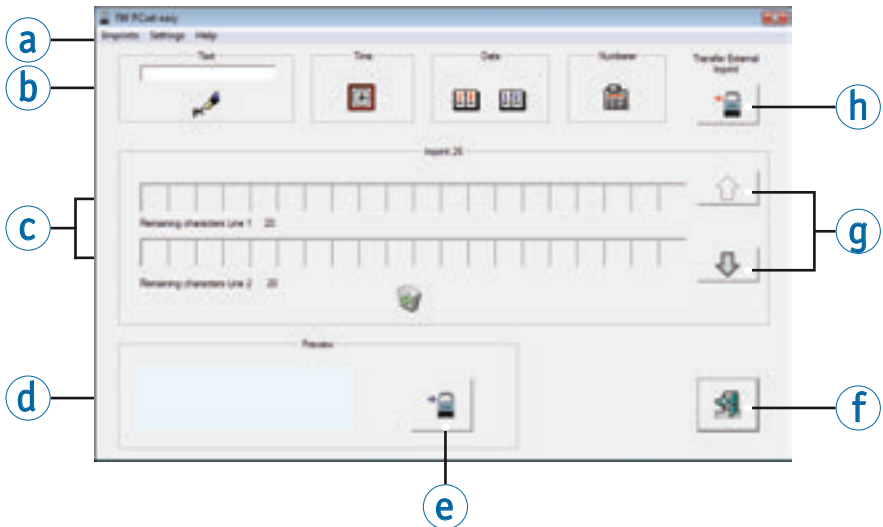 TM PCset easy
Imprints Settings Help
Text
Time
Date
Numberer
Transfer External
Imprint
Imprint 26
Remaining characters Line 1 20
Remaining characters Line 2 20
Preview
a
b
c
d
e
f
g
h